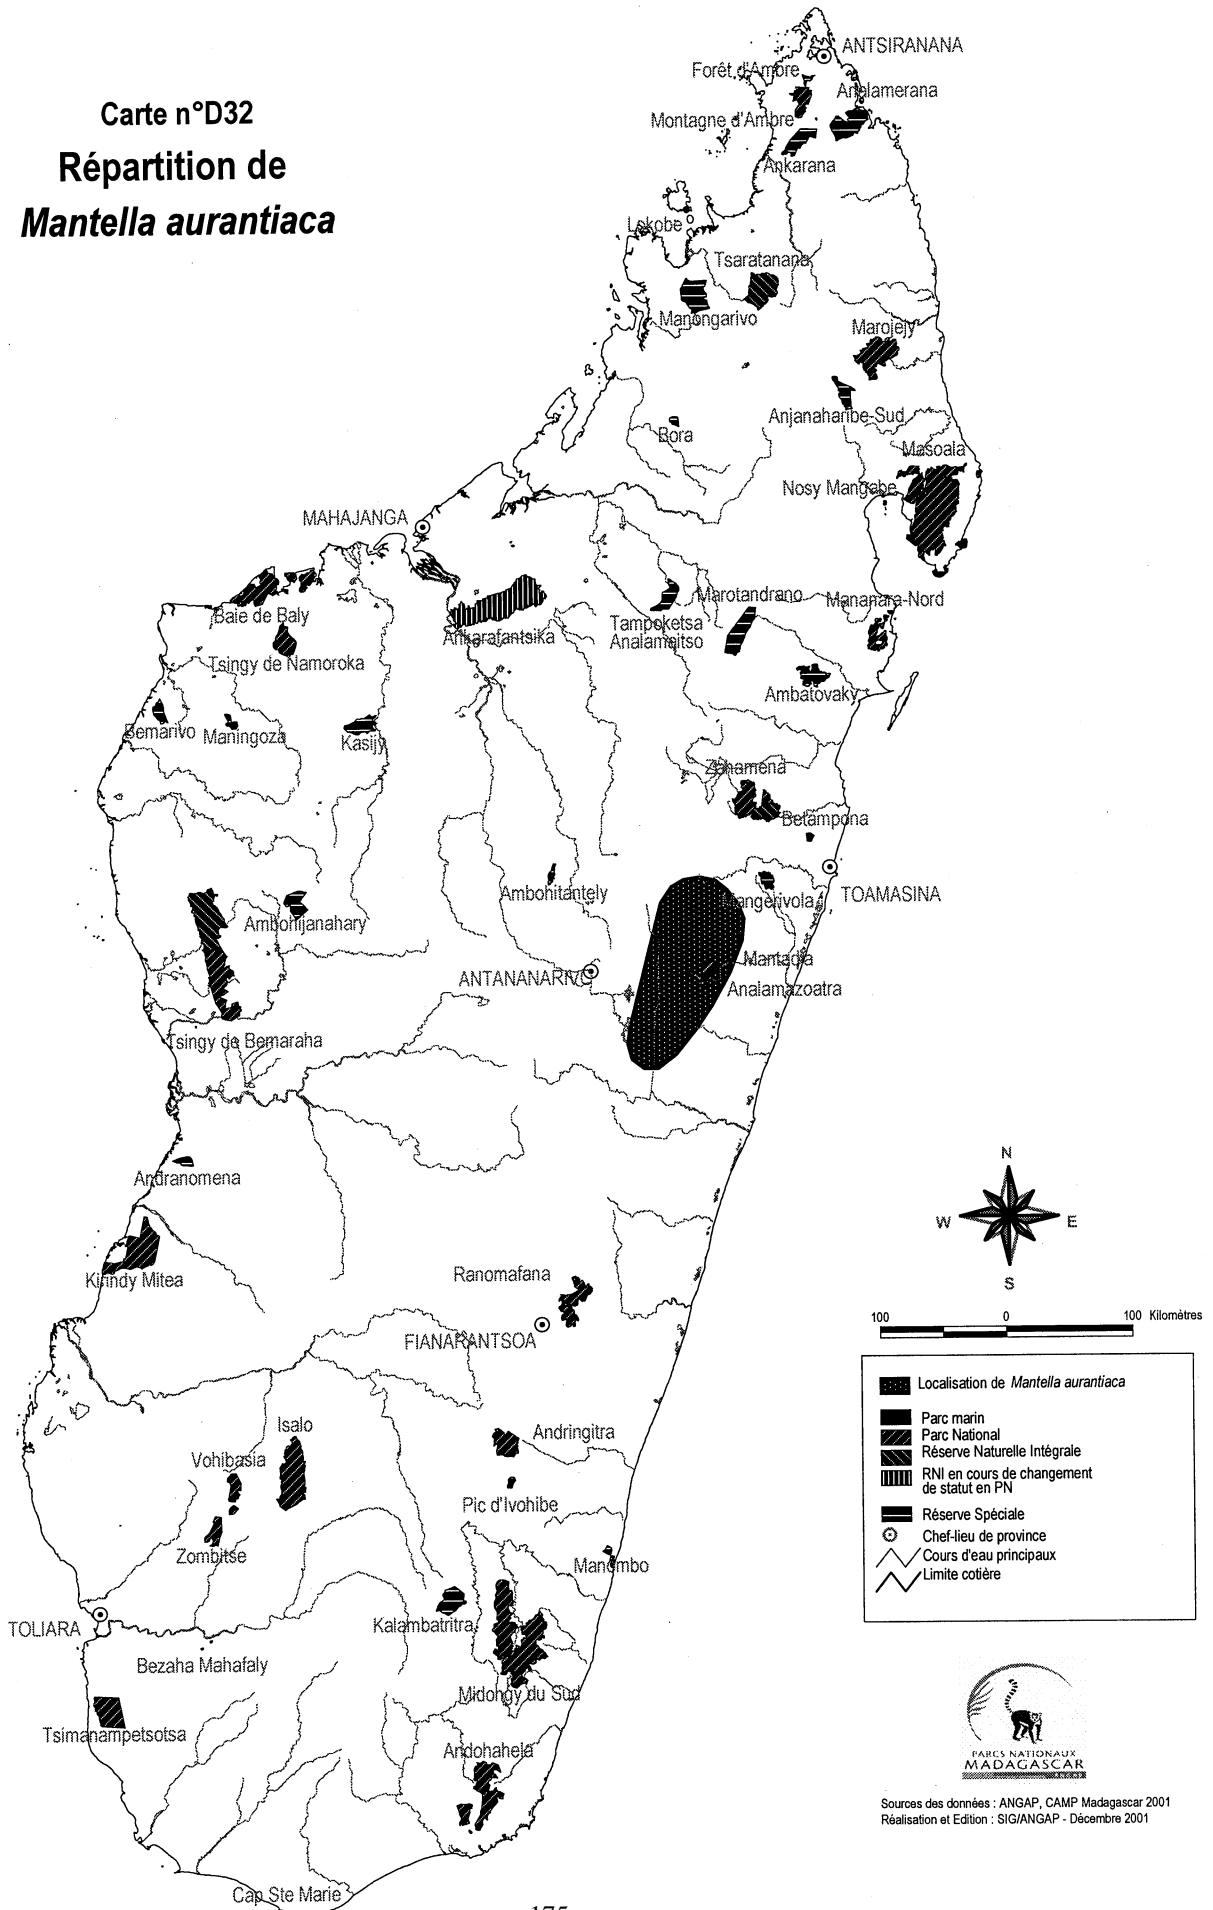 Carte n°D32
Répartition de
Mantella aurantiaca
ANTSIRANANA
Forêt d'Ambre
Analamerana
Montagne d'Ambre
Ankarana
Lokobe
Tsaratanana
Manongarivo
Marojejy
Anjanaharibe-Sud
Bora
Masoala
Nosy Mangabe
MAHAJANGA
Baie de Baly
Tsingy de Namoroka
Ankarafantsika
Tampoketsa
Analamaitso
Marotandrano
Mananara-Nord
Ambatovaky
Bemarivo
Maningoza
Kasijy
Zahamena
Betampona
Ambohitantely
TOAMASINA
Mangerivola
Ambohijanahary
ANTANANARIVO
Mantadia
Analamazoatra
Tsingy de Bemaraha
Andranomena
N
W
E
S
Kirindy Mitea
Ranomafana
FIANARANTSOA
100
0
100 Kilomètres
Localisation de Mantella aurantiaca
Parc marin
Parc National
Réserve Naturelle Intégrale
RNI en cours de changement
de statut en PN
Réserve Spéciale
Chef-lieu de province
Cours d'eau principaux
Limite cotière
Isalo
Andringitra
Vohibasia
Pic d'Ivohibe
Zombitse
Manombo
TOLIARA
Kalambatritra
Bezaha Mahafaly
Midongy du Sud
Tsimanampetsotsa
Andohahela
PARCS NATIONAUX
MADAGASCAR
Sources des données : ANGAP, CAMP Madagascar 2001
Réalisation et Edition : SIG/ANGAP - Décembre 2001
Cap Ste Marie
175